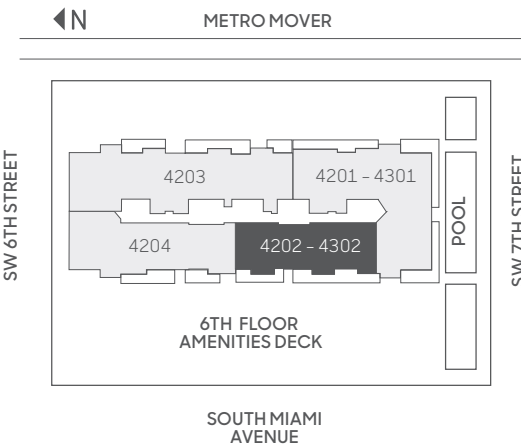 N
METRO MOVER
SW 6TH STREET
4203
4201 - 4301
4204
4202 - 4302
POOL
SW 7TH STREET
6TH FLOOR
AMENITIES DECK
SOUTH MIAMI
AVENUE